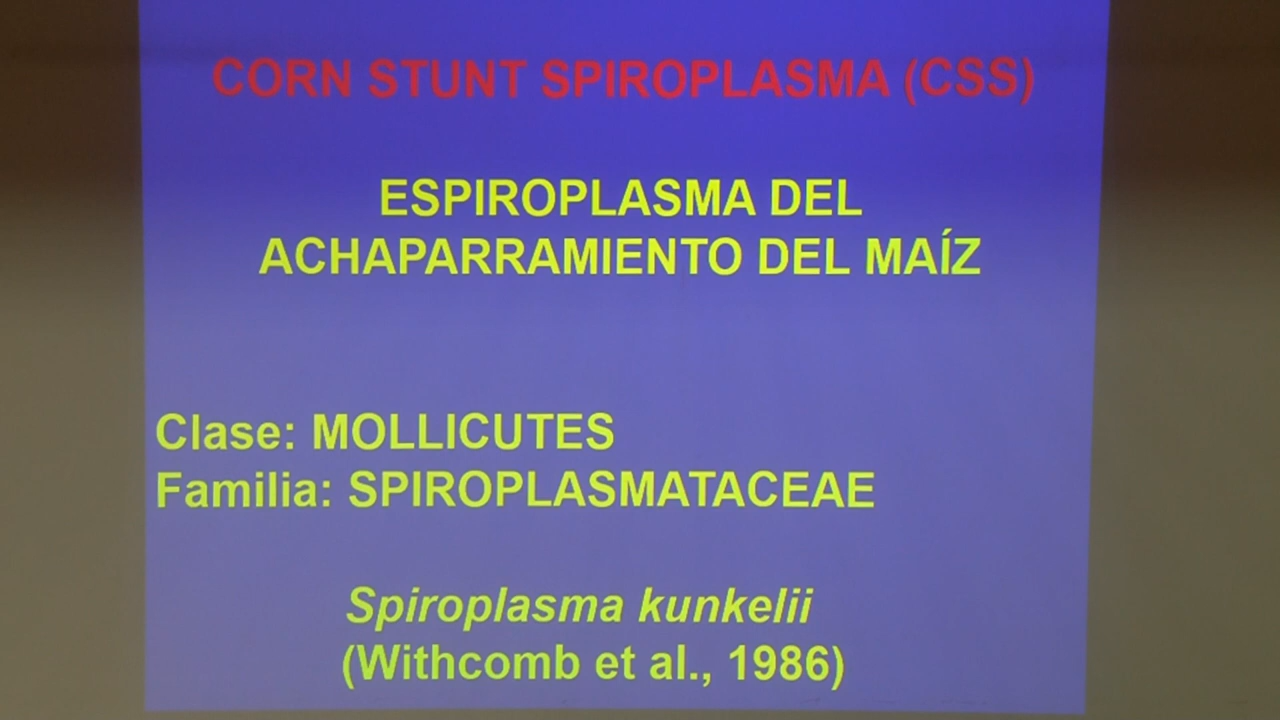 CORN STUNT SPIROPLASMA (CSS)
ESPIROPLASMA DEL
ACHAPARRAMIENTO DEL MAÍZ
Clase: MOLLICUTES
Familia: SPIROPLASMATACEAE
Spiroplasma kunkelii
(Withcomb et al., 1986)